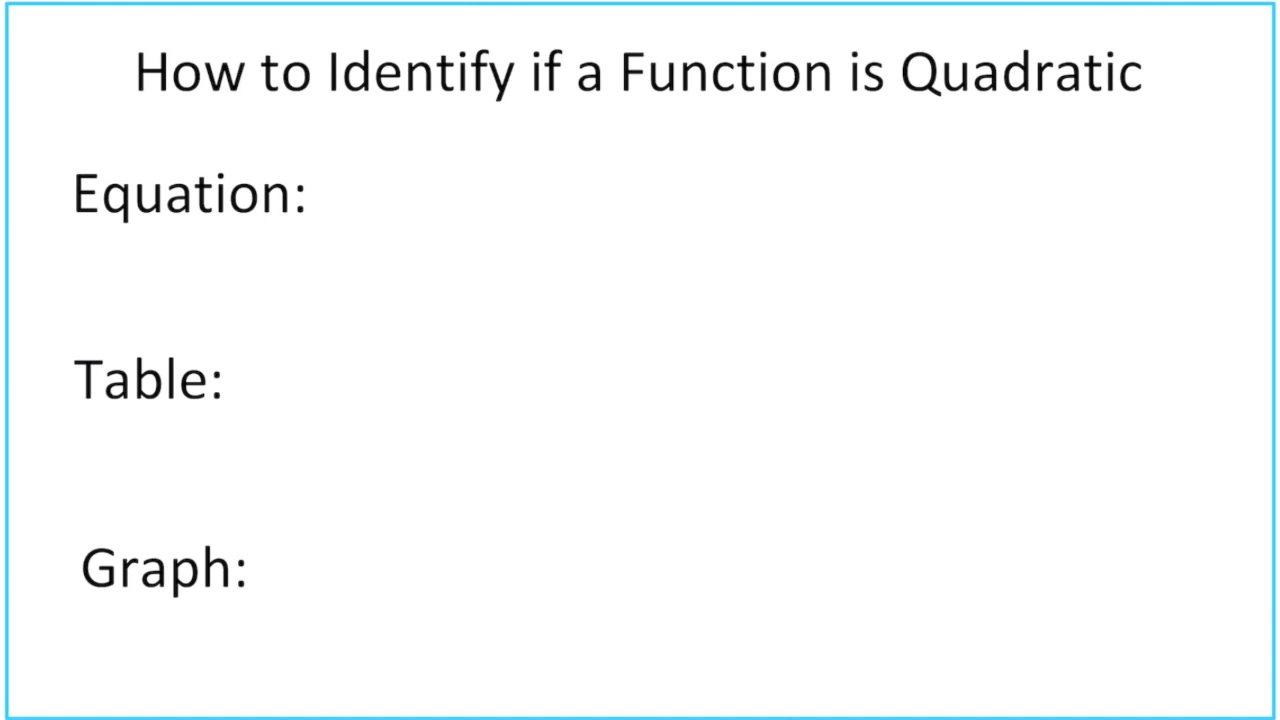 How to Identify if a Function is Quadratic
Equation:
Table:
Graph: